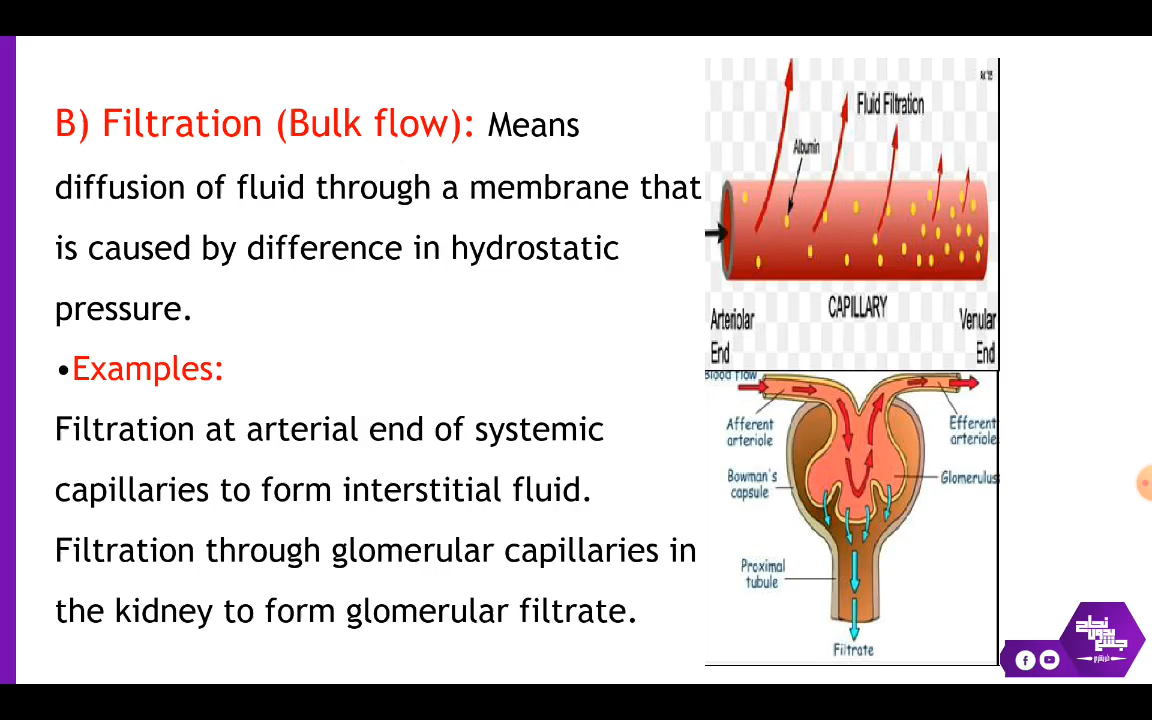 B) Filtration (Bulk flow): Means
diffusion of fluid through a membrane that
is caused by difference in hydrostatic
pressure.
•Examples:
Filtration at arterial end of systemic
capillaries to form interstitial fluid.
Filtration through glomerular capillaries in
the kidney to form glomerular filtrate.
Fluid Filtration
Albumin
CAPILLARY
Arteriolar
End
Venular
End
Blood flow
Afferent
arteriole
Efferent
arteriole
Bowman's
capsule
Glomerulus
Proximal
tubule
Filtrate